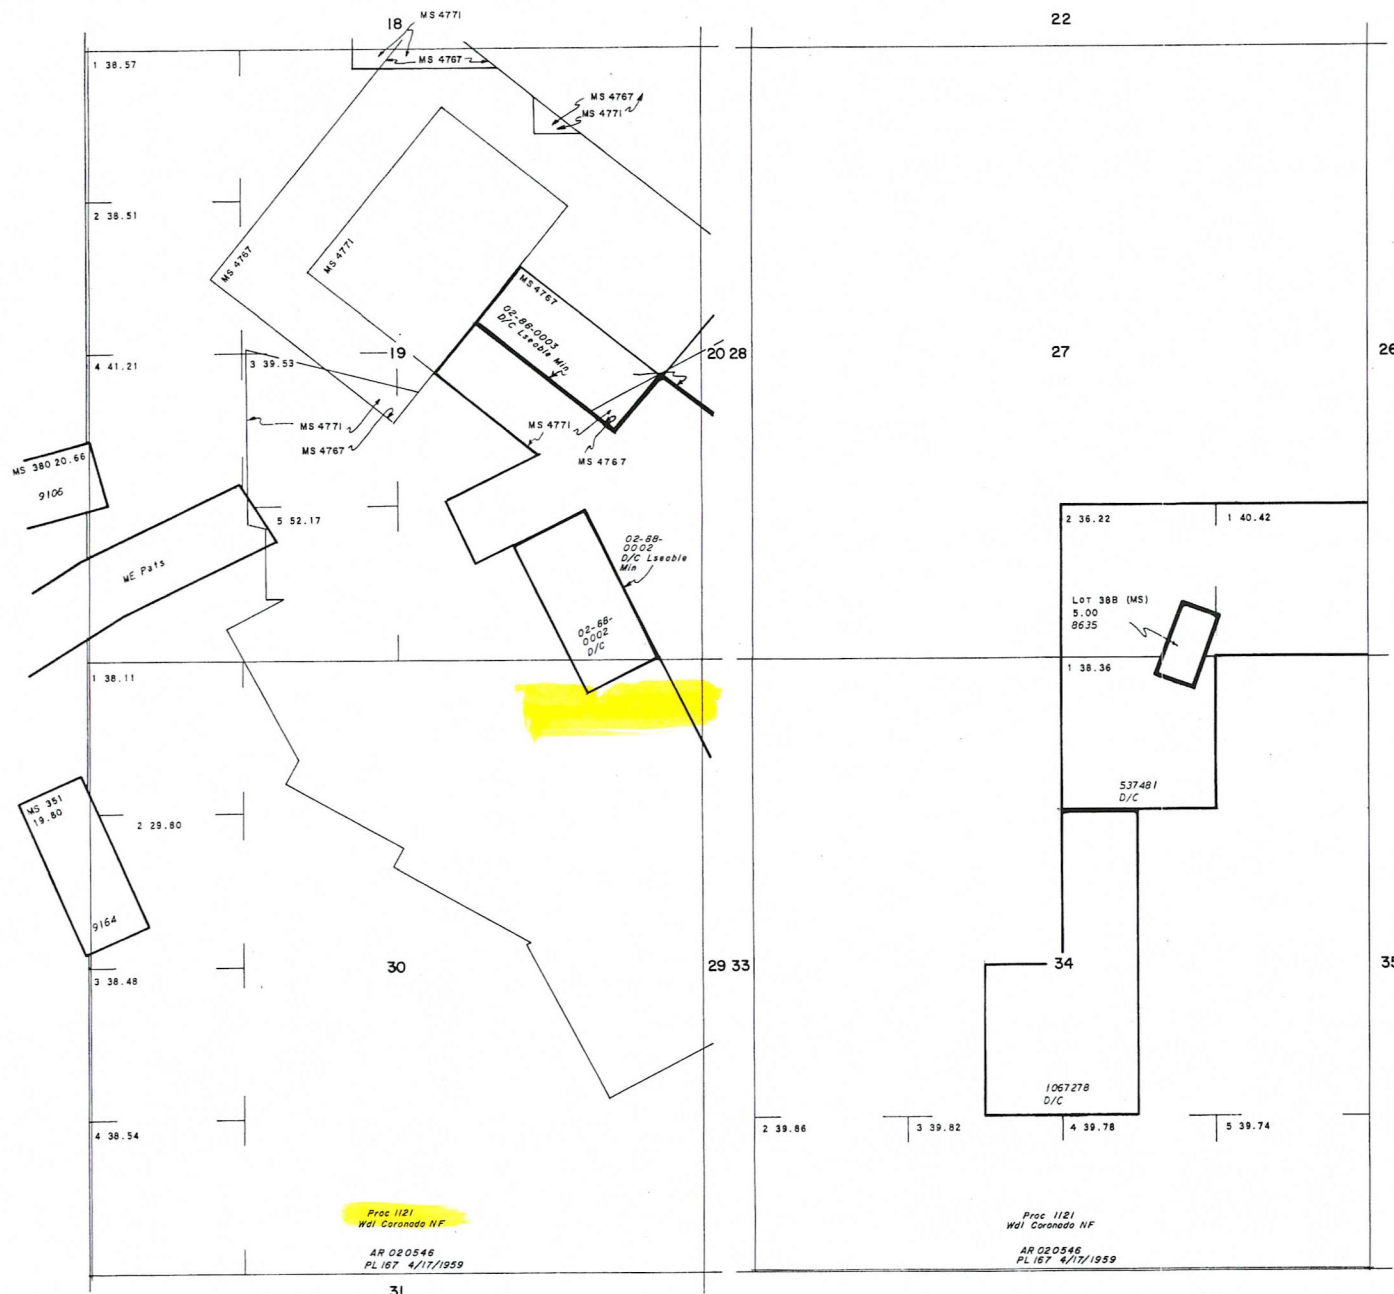 18
MS 4771
22
1 38.57
MS 4767
MS 4767
MS 4771
2 38.51
MS 4767
MS 4771
MS 4767
02-88-0003
D/C Lseable Min
4 41.21
3 39.53
19
20 28
27
26
MS 4771
MS 4767
MS 4771
MS 4767
MS 380 20.66
9106
5 52.17
2 36.22
1 40.42
ME Pats
02-88-
0002
D/C Lseable
Min
02-88-
0002
D/C
LOT 38B (MS)
5.00
8635
1 38.11
1 38.36
MS 351
19.80
2 29.80
537481
D/C
9164
3 38.48
30
29 33
34
35
1067278
D/C
4 38.54
2 39.86
3 39.82
4 39.78
5 39.74
Proc 1121
Wdl Coronado NF
AR 020546
PL 167 4/17/1959
Proc 1121
Wdl Coronado NF
AR 020546
PL 167 4/17/1959
31